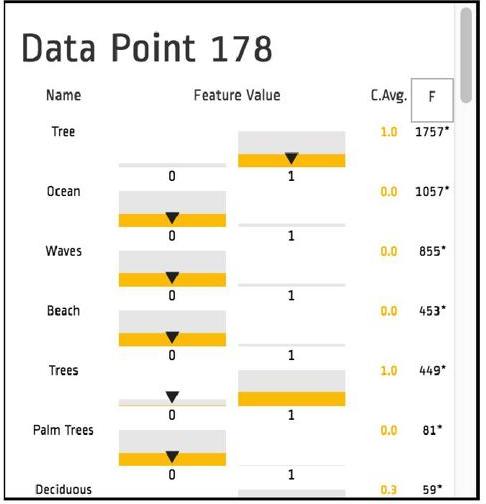 Data Point 178
Name Feature Value C.Avg. F
Tree 1.0 1757*
0 1
Ocean 0.0 1057*
0 1
Waves 0.0 855*
0 1
Beach 0.0 453*
0 1
Trees 1.0 449*
0 1
Palm Trees 0.0 81*
0 1
Deciduous 0.3 59*